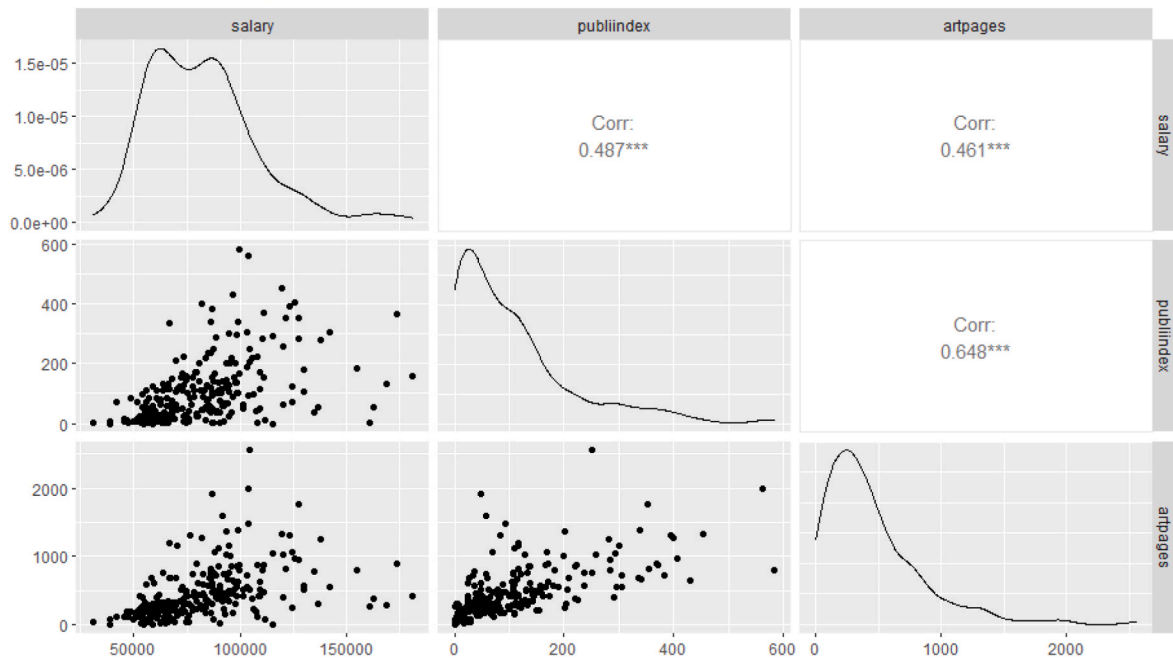 salary publiindex artpages
1.5e-05
1.0e-05
5.0e-06
0.0e+00
Corr:
0.487***
Corr:
0.461***
salary
600
400
200
0
Corr:
0.648***
publiindex
2000
1000
0
artpages
50000 100000 150000 0 200 400 600 0 1000 2000